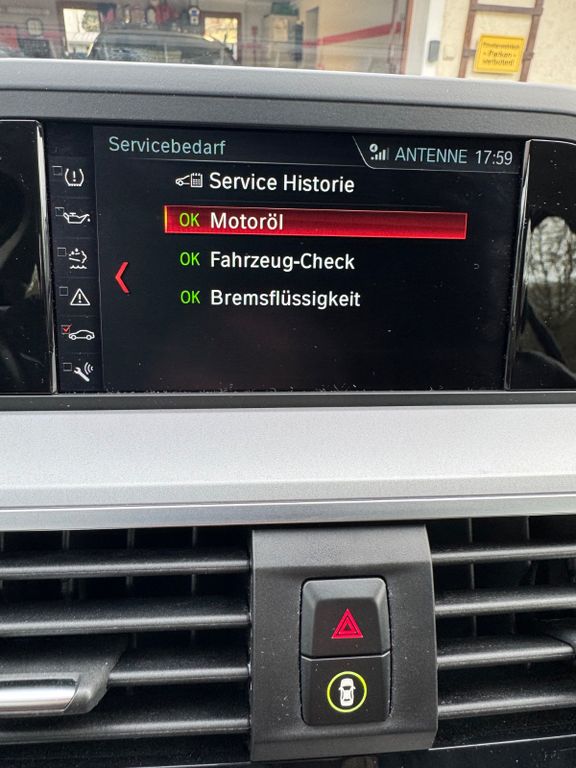 Servicebedarf
ANTENNE 17:59
Service Historie
OK Motoröl
OK Fahrzeug-Check
OK Bremsflüssigkeit